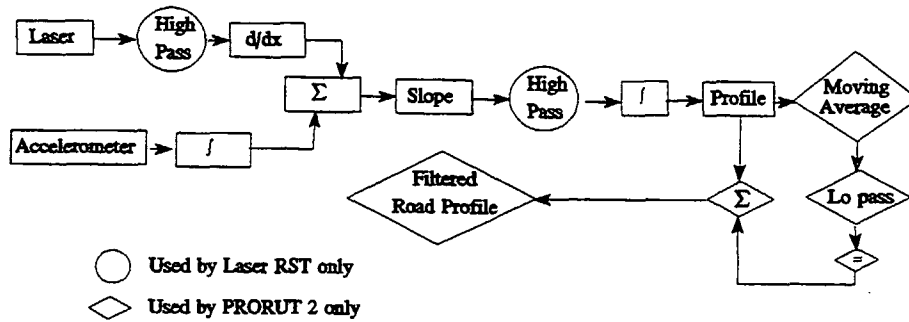 Laser
High
Pass
d/dx
Σ
Slope
High
Pass
∫
Profile
Moving
Average
Accelerometer
∫
Filtered
Road Profile
Σ
Lo pass
=
Used by Laser RST only
Used by PRORUT 2 only